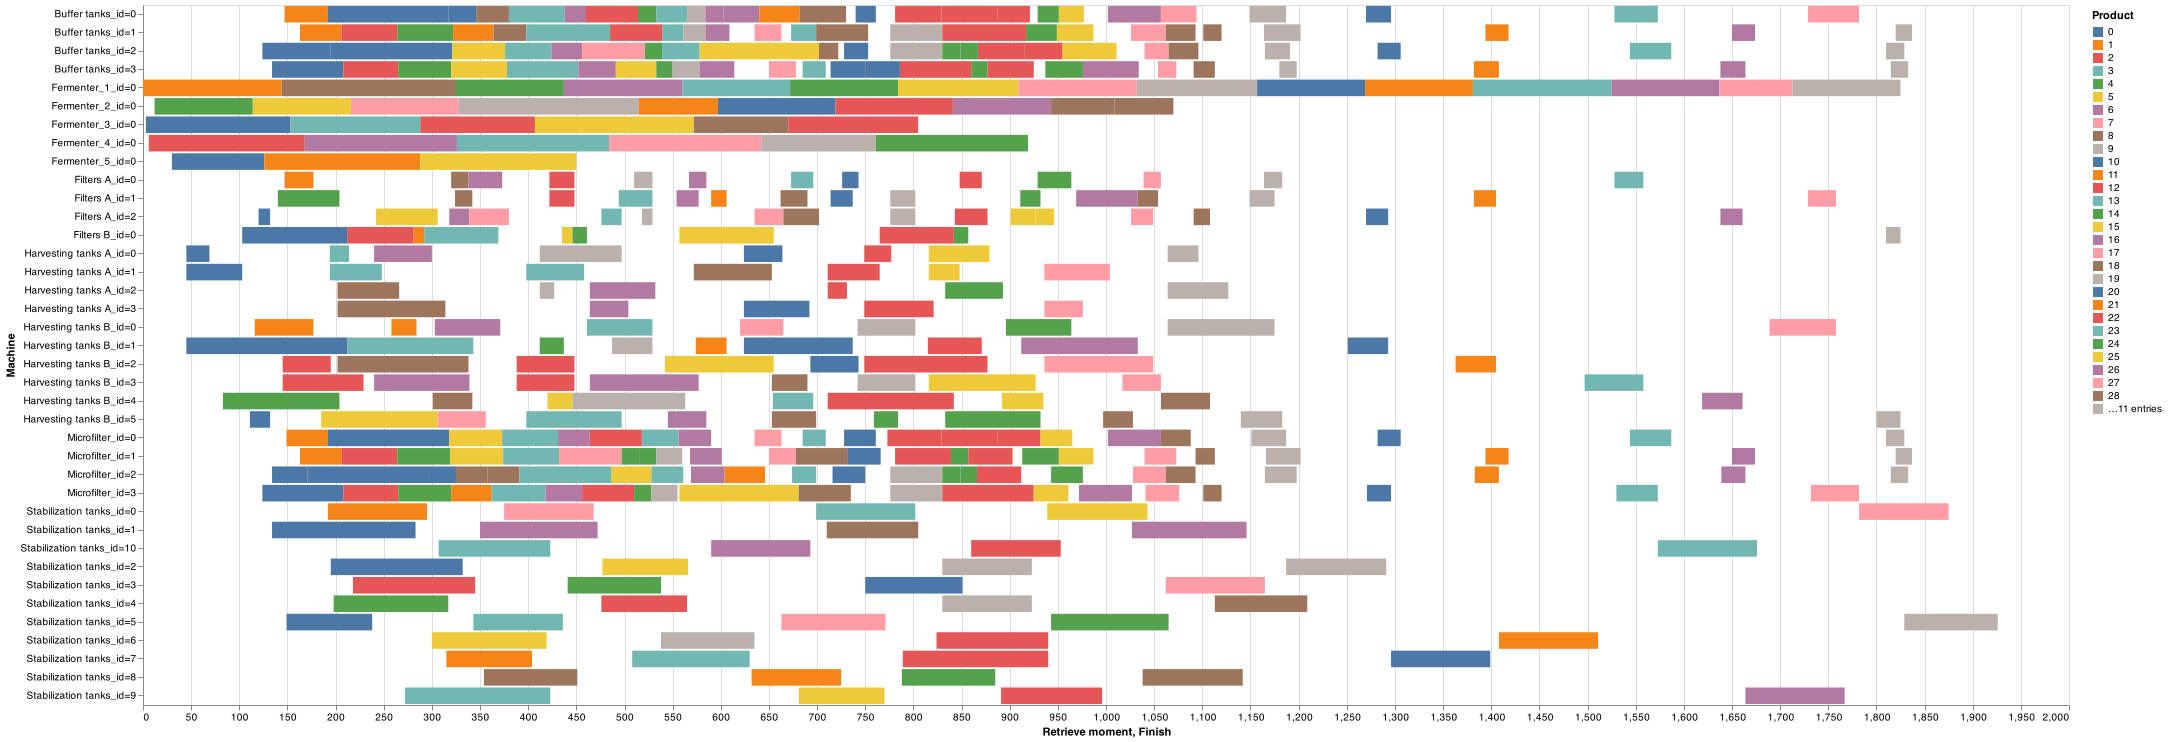 Product
0
1
2
3
4
5
6
7
8
9
10
11
12
13
14
15
16
17
18
19
20
21
22
23
24
25
26
27
28
…11 entries
Machine
Buffer tanks_id=0
Buffer tanks_id=1
Buffer tanks_id=2
Buffer tanks_id=3
Fermenter_1_id=0
Fermenter_2_id=0
Fermenter_3_id=0
Fermenter_4_id=0
Fermenter_5_id=0
Filters A_id=0
Filters A_id=1
Filters A_id=2
Filters B_id=0
Harvesting tanks A_id=0
Harvesting tanks A_id=1
Harvesting tanks A_id=2
Harvesting tanks A_id=3
Harvesting tanks B_id=0
Harvesting tanks B_id=1
Harvesting tanks B_id=2
Harvesting tanks B_id=3
Harvesting tanks B_id=4
Harvesting tanks B_id=5
Microfilter_id=0
Microfilter_id=1
Microfilter_id=2
Microfilter_id=3
Stabilization tanks_id=0
Stabilization tanks_id=1
Stabilization tanks_id=10
Stabilization tanks_id=2
Stabilization tanks_id=3
Stabilization tanks_id=4
Stabilization tanks_id=5
Stabilization tanks_id=6
Stabilization tanks_id=7
Stabilization tanks_id=8
Stabilization tanks_id=9
0 50 100 150 200 250 300 350 400 450 500 550 600 650 700 750 800 850 900 950 1,000 1,050 1,100 1,150 1,200 1,250 1,300 1,350 1,400 1,450 1,500 1,550 1,600 1,650 1,700 1,750 1,800 1,850 1,900 1,950 2,000
Retrieve moment, Finish